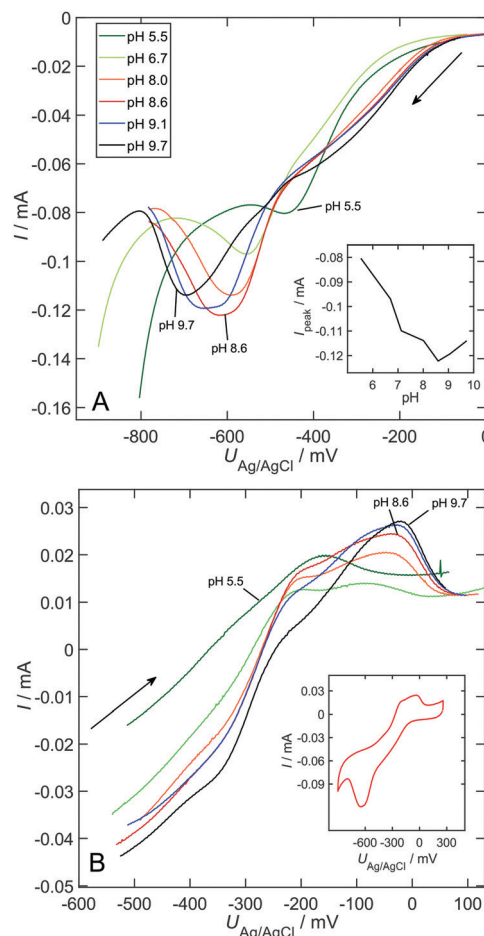 0
-0.02
-0.04
-0.06
-0.08
-0.1
-0.12
-0.14
-0.16
I / mA
pH 5.5
pH 6.7
pH 8.0
pH 8.6
pH 9.1
pH 9.7
pH 5.5
pH 9.7
pH 8.6
A
-800 -600 -400 -200 0
U Ag/AgCl / mV
-0.08
-0.09
-0.1
-0.11
-0.12
I peak / mA
6 7 8 9 10
pH
0.03
0.02
0.01
0
-0.01
-0.02
-0.03
-0.04
-0.05
I / mA
pH 8.6
pH 9.7
pH 5.5
B
-600 -500 -400 -300 -200 -100 0 100
U Ag/AgCl / mV
0.03
0
-0.03
-0.09
I / mA
-600 -300 0 300
U Ag/AgCl / mV